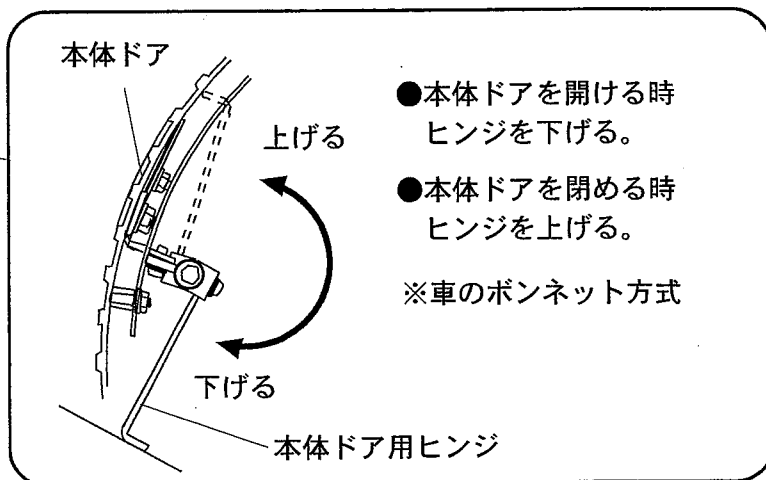 本体ドア
上げる
下げる
本体ドア用ヒンジ
●本体ドアを開ける時
ヒンジを下げる。
●本体ドアを閉める時
ヒンジを上げる。
※車のボンネット方式